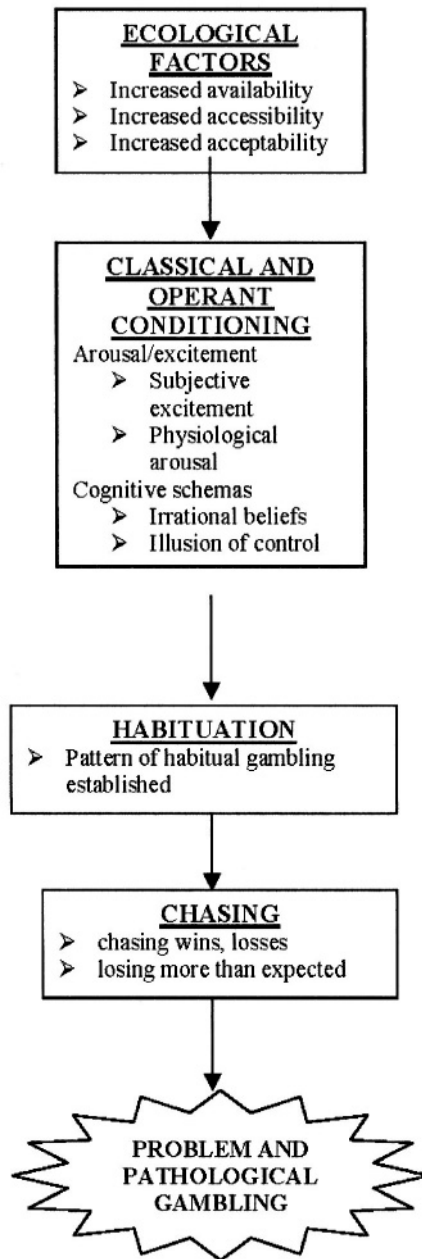 ECOLOGICAL
FACTORS
➤ Increased availability
➤ Increased accessibility
➤ Increased acceptability
CLASSICAL AND
OPERANT
CONDITIONING
Arousal/excitement
➤ Subjective
excitement
➤ Physiological
arousal
Cognitive schemas
➤ Irrational beliefs
➤ Illusion of control
HABITUATION
➤ Pattern of habitual gambling
established
CHASING
➤ chasing wins, losses
➤ losing more than expected
PROBLEM AND
PATHOLOGICAL
GAMBLING